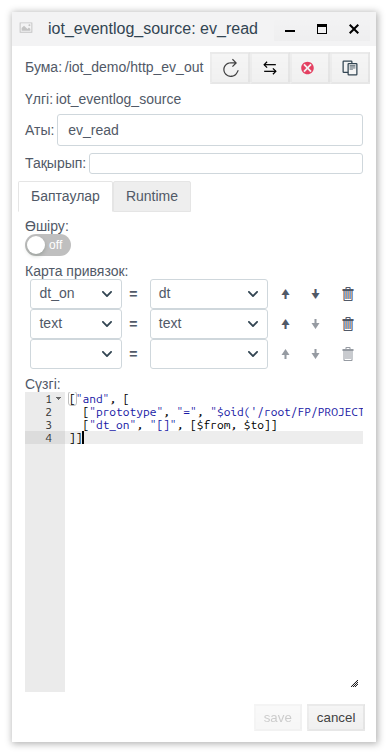 iot_eventlog_source: ev_read
Бума: /iot_demo/http_ev_out
Үлгі: iot_eventlog_source
Аты: ev_read
Тақырып:
Баптаулар Runtime
Өшіру:
off
Карта привязок:
dt_on = dt
text = text
=
Сүзгі:
1 ["and", [
2 ["prototype", "=", "$oid('/root/FP/PROJECT
3 ["dt_on", "[]", [$from, $to]]
4 ]]
save cancel